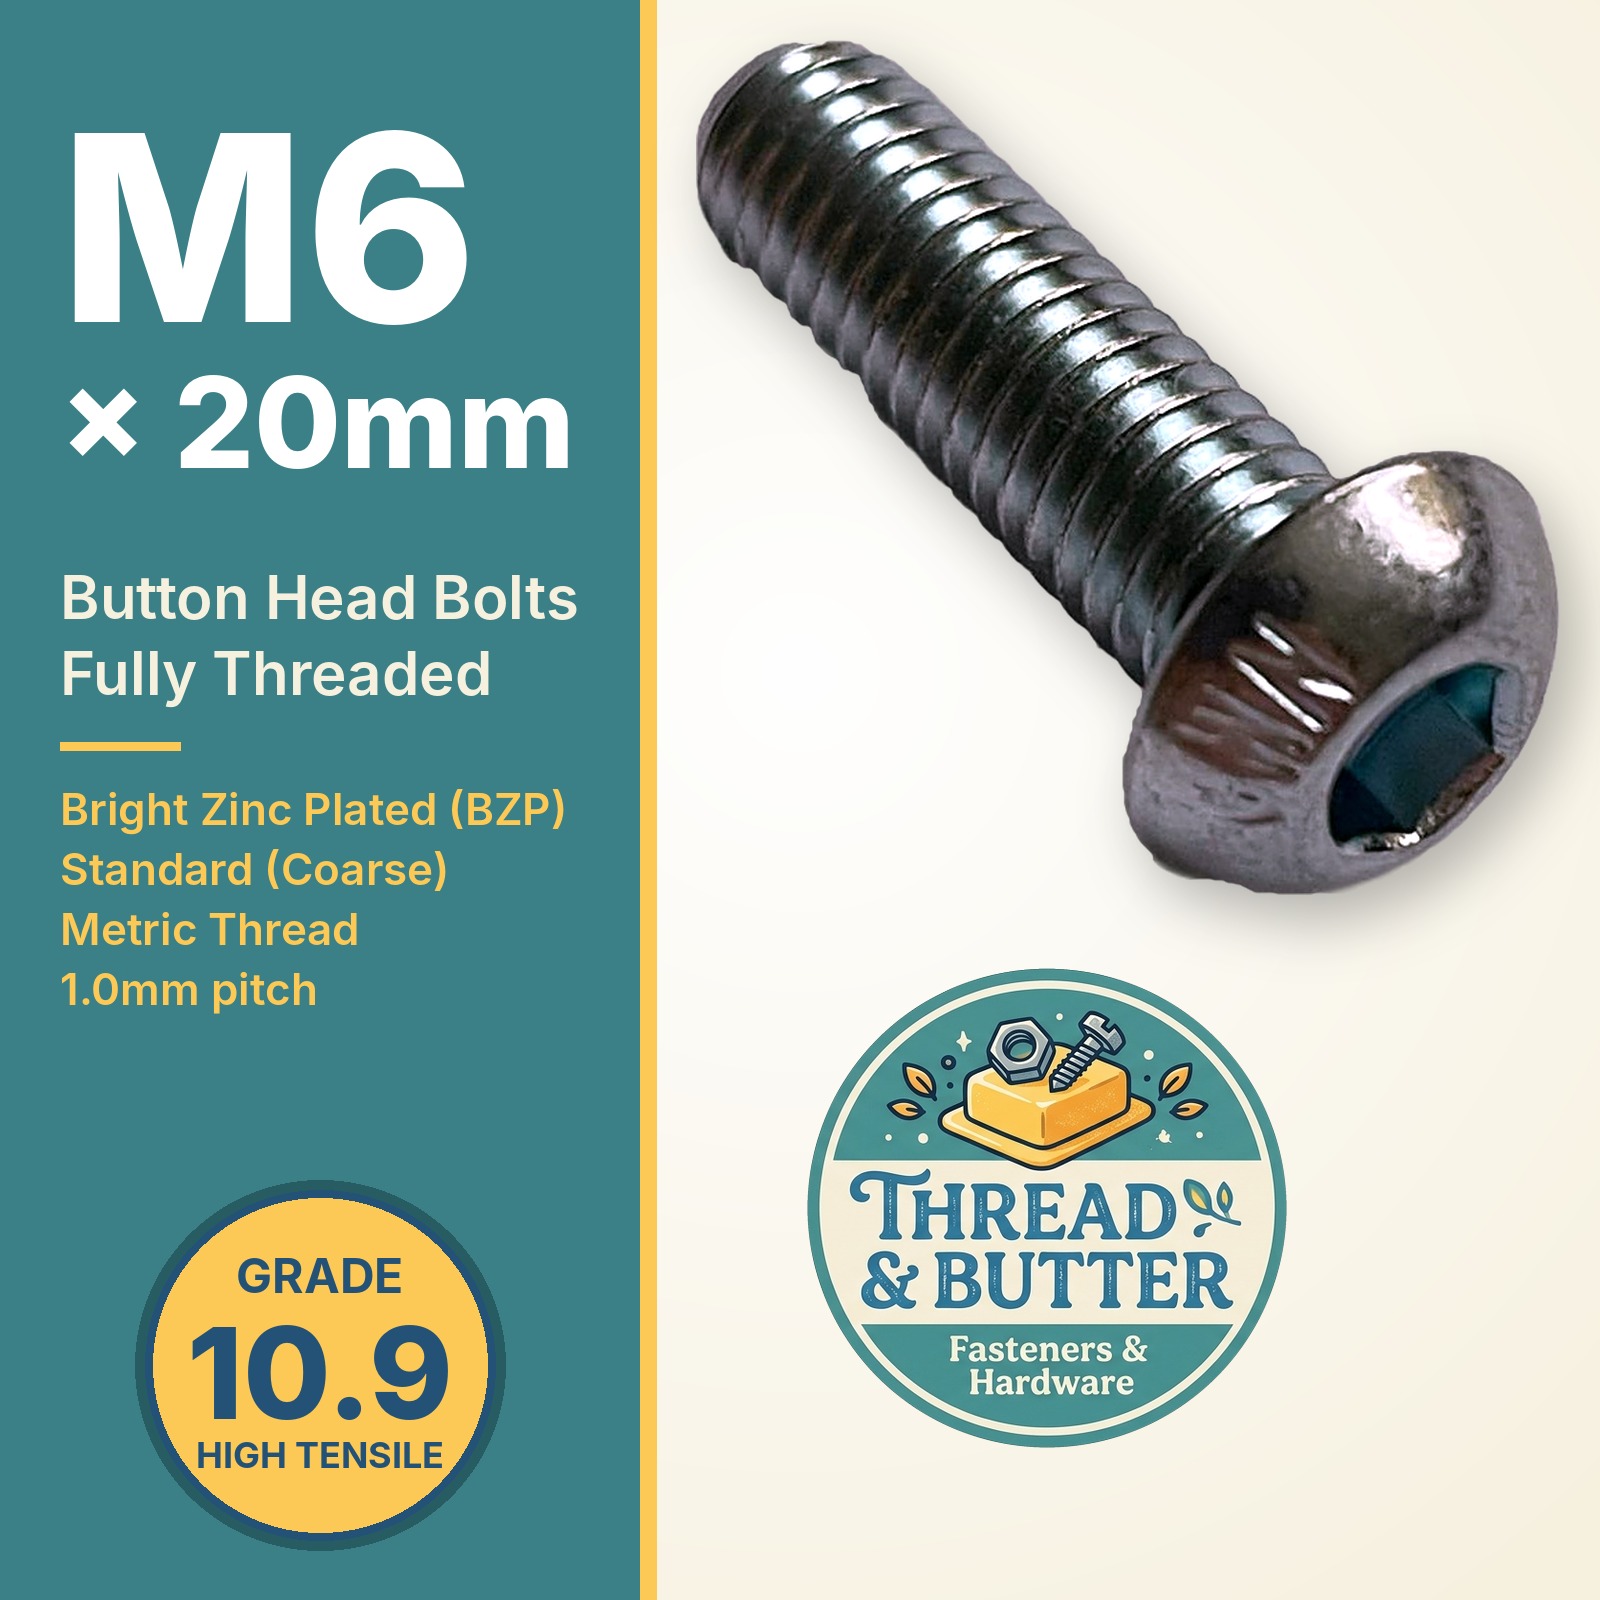 M6
× 20mm
Button Head Bolts
Fully Threaded
Bright Zinc Plated (BZP)
Standard (Coarse)
Metric Thread
1.0mm pitch
GRADE
10.9
HIGH TENSILE
THREAD
& BUTTER
Fasteners &
Hardware